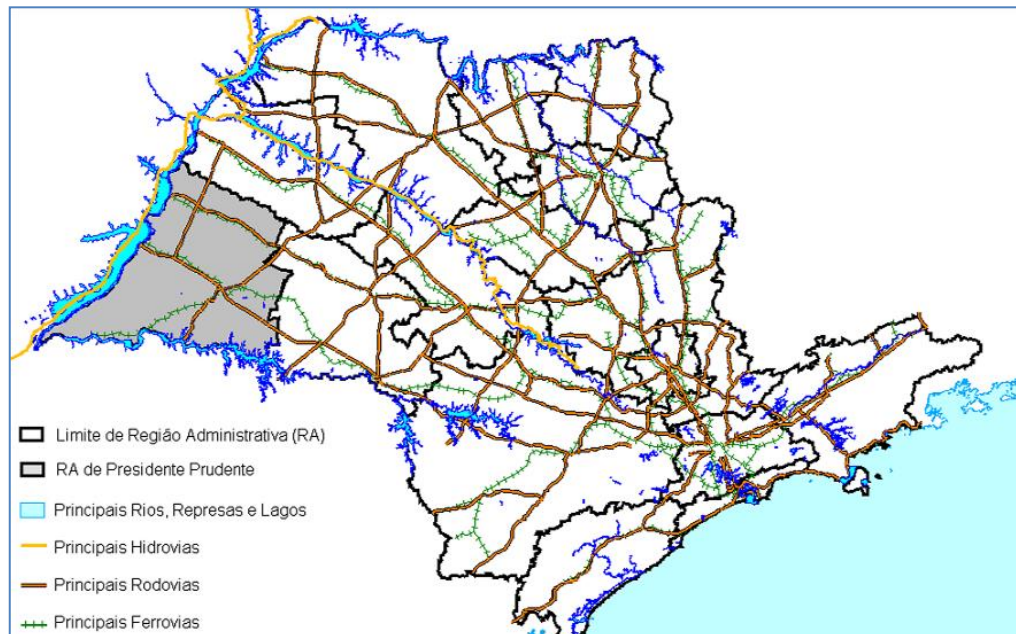 Limite de Região Administrativa (RA)
RA de Presidente Prudente
Principais Rios, Represas e Lagos
Principais Hidrovias
Principais Rodovias
Principais Ferrovias